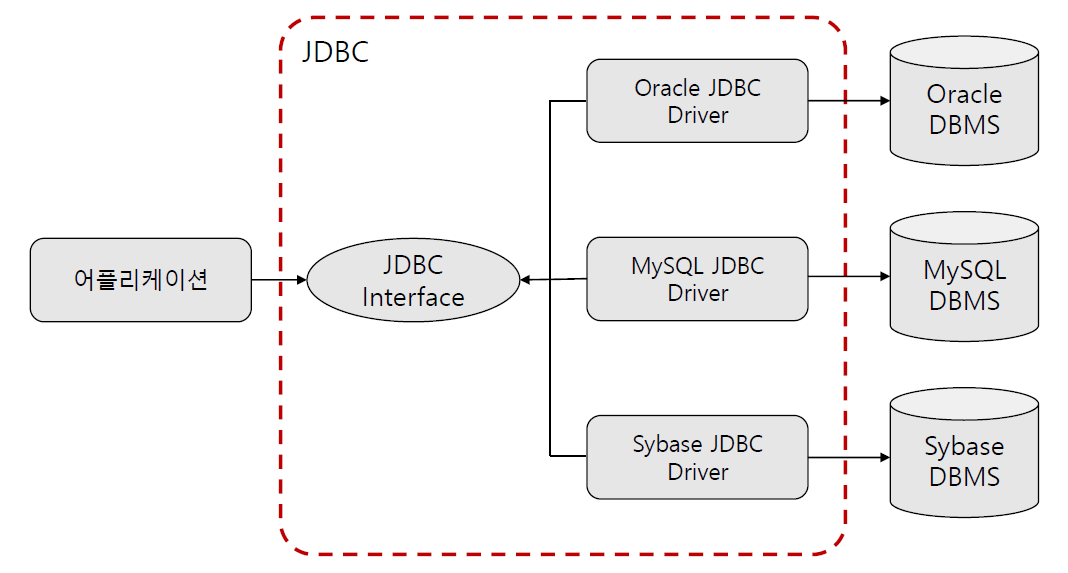 JDBC
어플리케이션
JDBC
Interface
Oracle JDBC
Driver
MySQL JDBC
Driver
Sybase JDBC
Driver
Oracle
DBMS
MySQL
DBMS
Sybase
DBMS